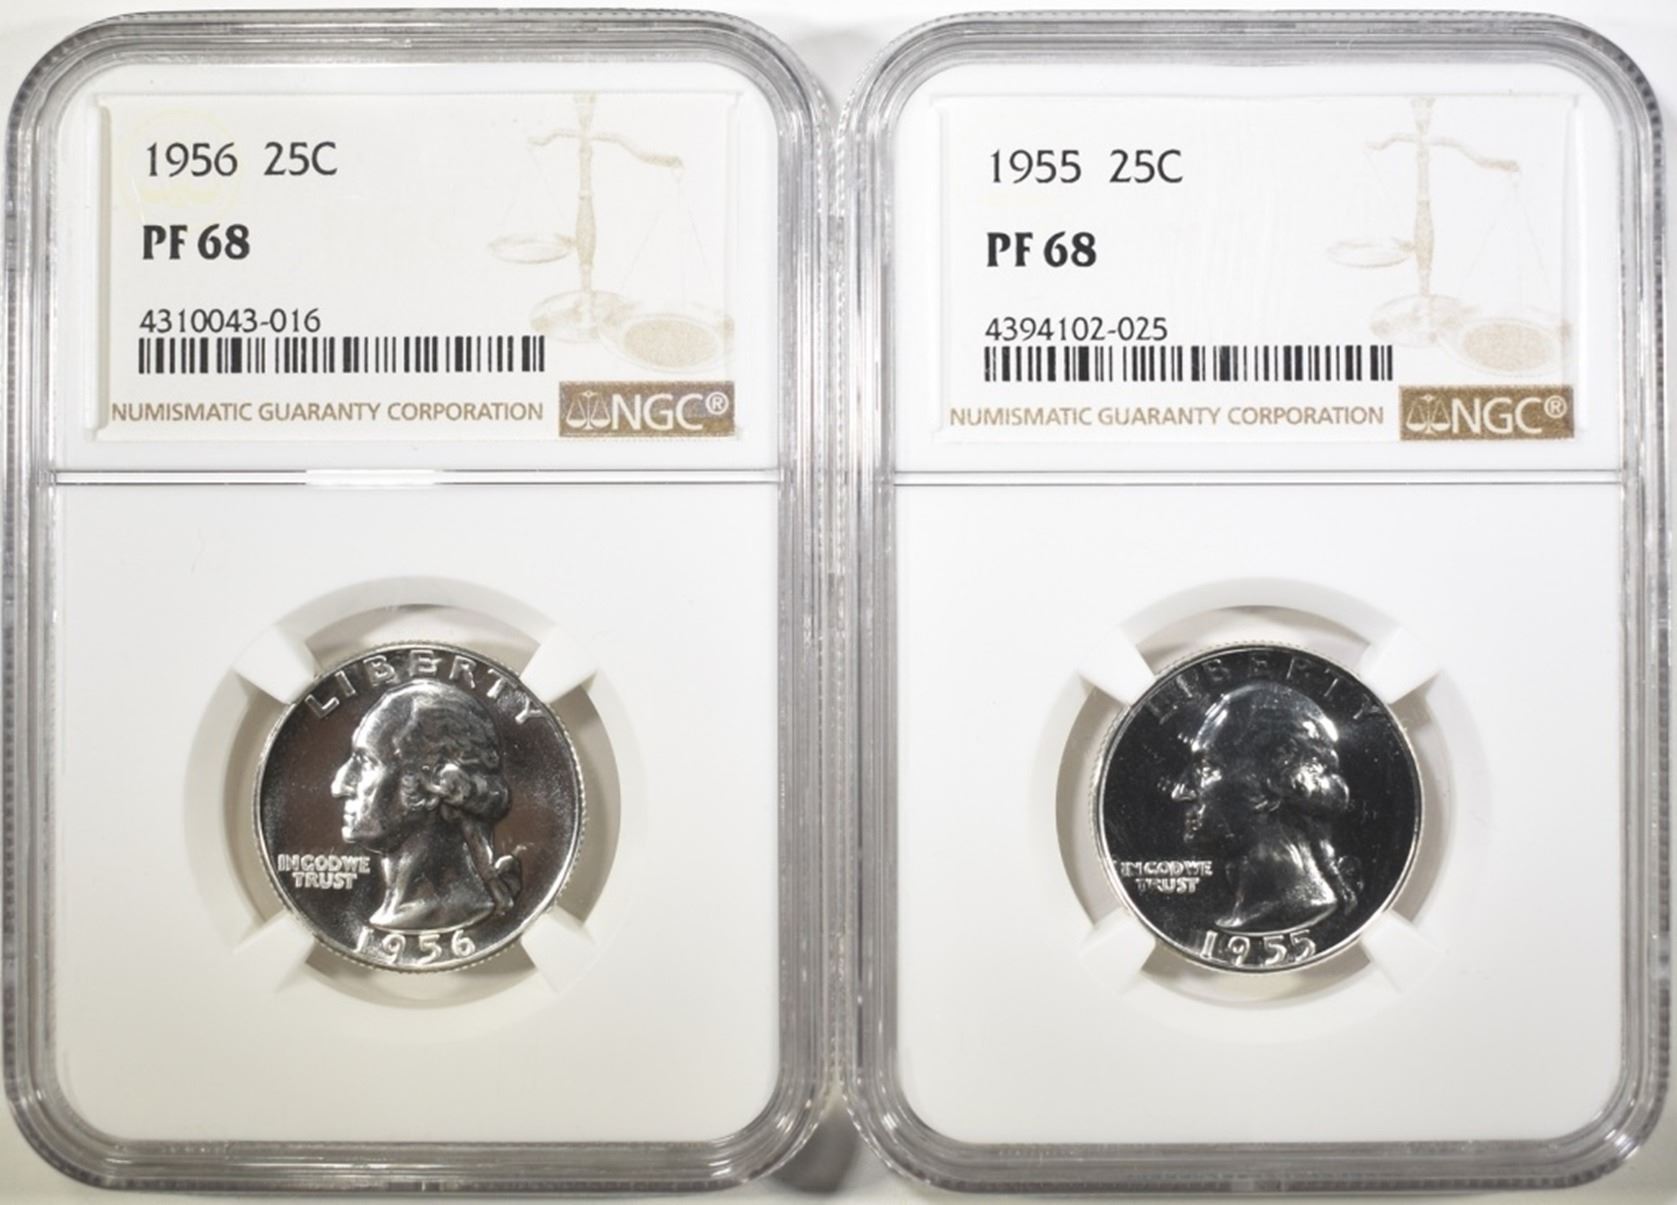 1956 25C
PF 68
4310043-016
NUMISMATIC GUARANTY CORPORATION
NGC®
LIBERTY
IN GOD WE
TRUST
1956
1955 25C
PF 68
4394102-025
NUMISMATIC GUARANTY CORPORATION
NGC®
LIBERTY
IN GOD WE
TRUST
1955